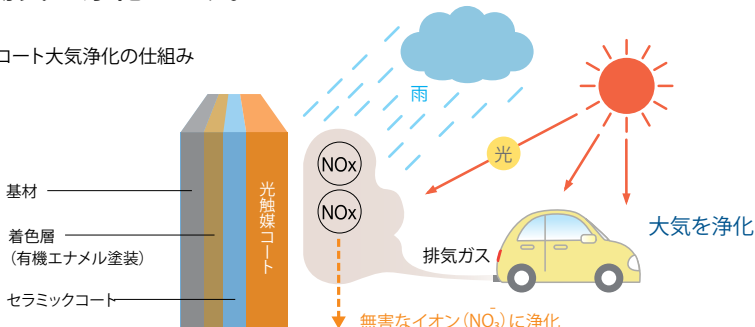 コート大気浄化の仕組み
雨
光
NOx
NOx
基材
着色層
（有機エナメル塗装）
セラミックコート
光触媒コート
排気ガス
大気を浄化
無害なイオン（NO₃⁻）に浄化